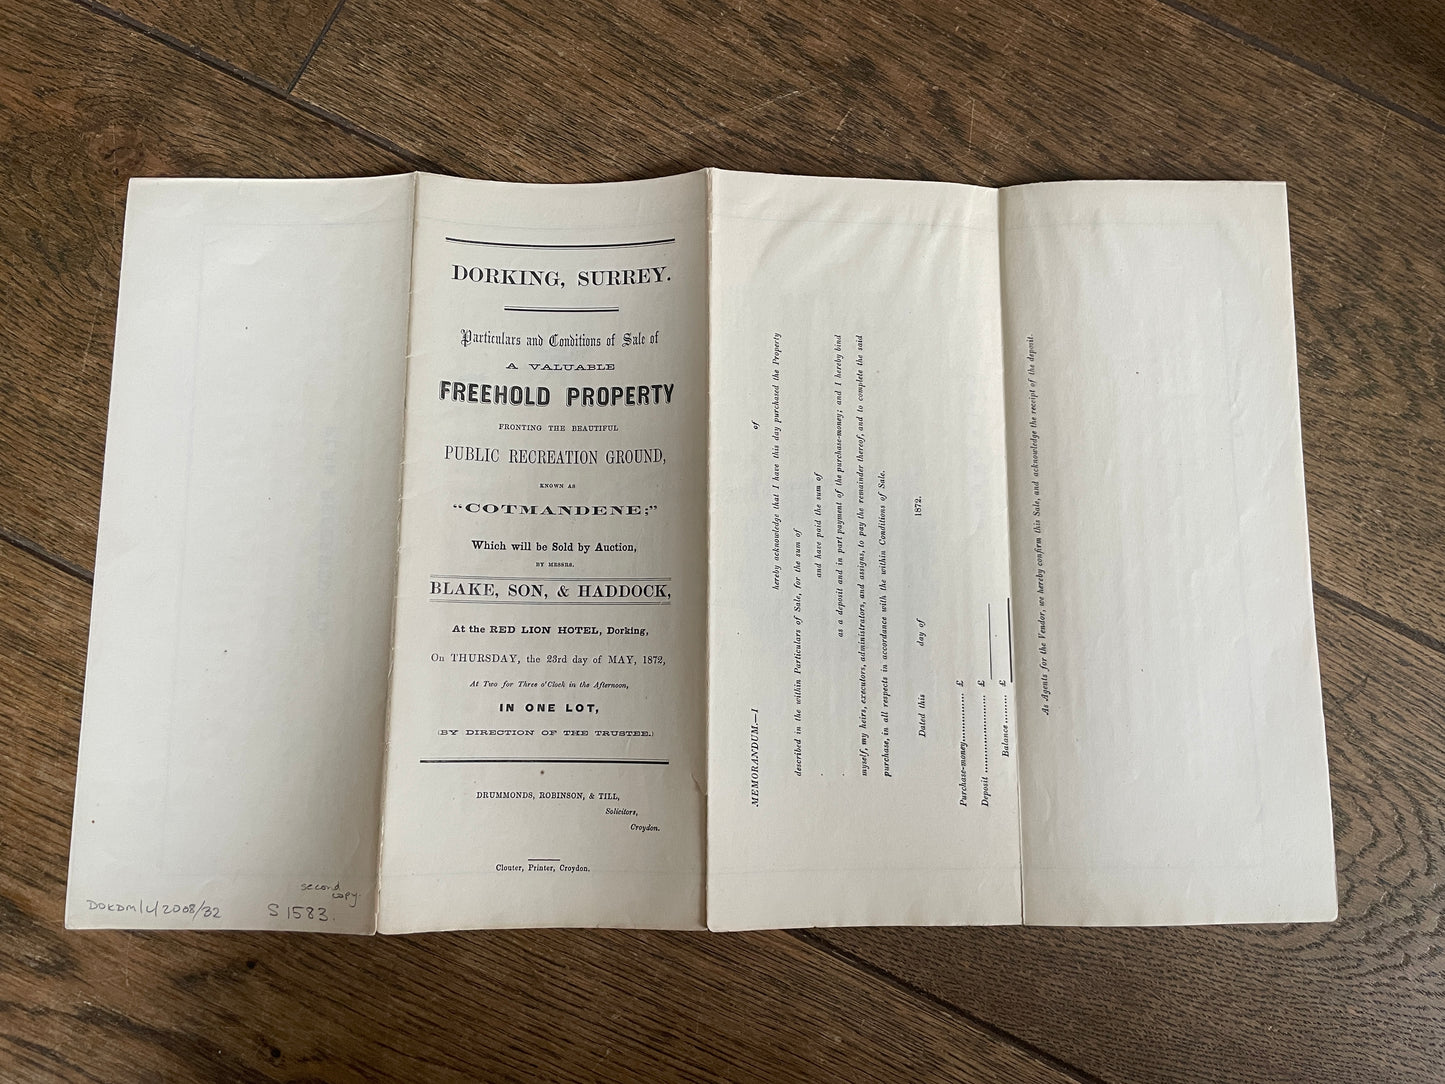 DORKING, SURREY.
Particulars and Conditions of Sale of
A VALUABLE
FREEHOLD PROPERTY
FRONTING THE BEAUTIFUL
PUBLIC RECREATION GROUND,
KNOWN AS
"COTMANDENE;"
Which will be Sold by Auction,
BY MESSRS.
BLAKE, SON, & HADDOCK,
At the RED LION HOTEL, Dorking,
On THURSDAY, the 23rd day of MAY, 1872,
At Two for Three o'Clock in the Afternoon,
IN ONE LOT,
(BY DIRECTION OF THE TRUSTEE.)
DRUMMONDS, ROBINSON, & TILL,
Solicitors,
Croydon.
Clouter, Printer, Croydon.
second
copy.
DOKDM/L/2008/32
S 1583.
MEMORANDUM.—I of
hereby acknowledge that I have this day purchased the Property
described in the within Particulars of Sale, for the sum of
and have paid the sum of
as a deposit and in part payment of the purchase-money; and I hereby bind
myself, my heirs, executors, administrators, and assigns, to pay the remainder thereof, and to complete the said
purchase, in all respects in accordance with the within Conditions of Sale.
Dated this day of 1872.
Purchase-money............... £
Deposit ..................... £
Balance ......... £
As Agents for the Vendor, we hereby confirm this Sale, and acknowledge the receipt of the deposit.